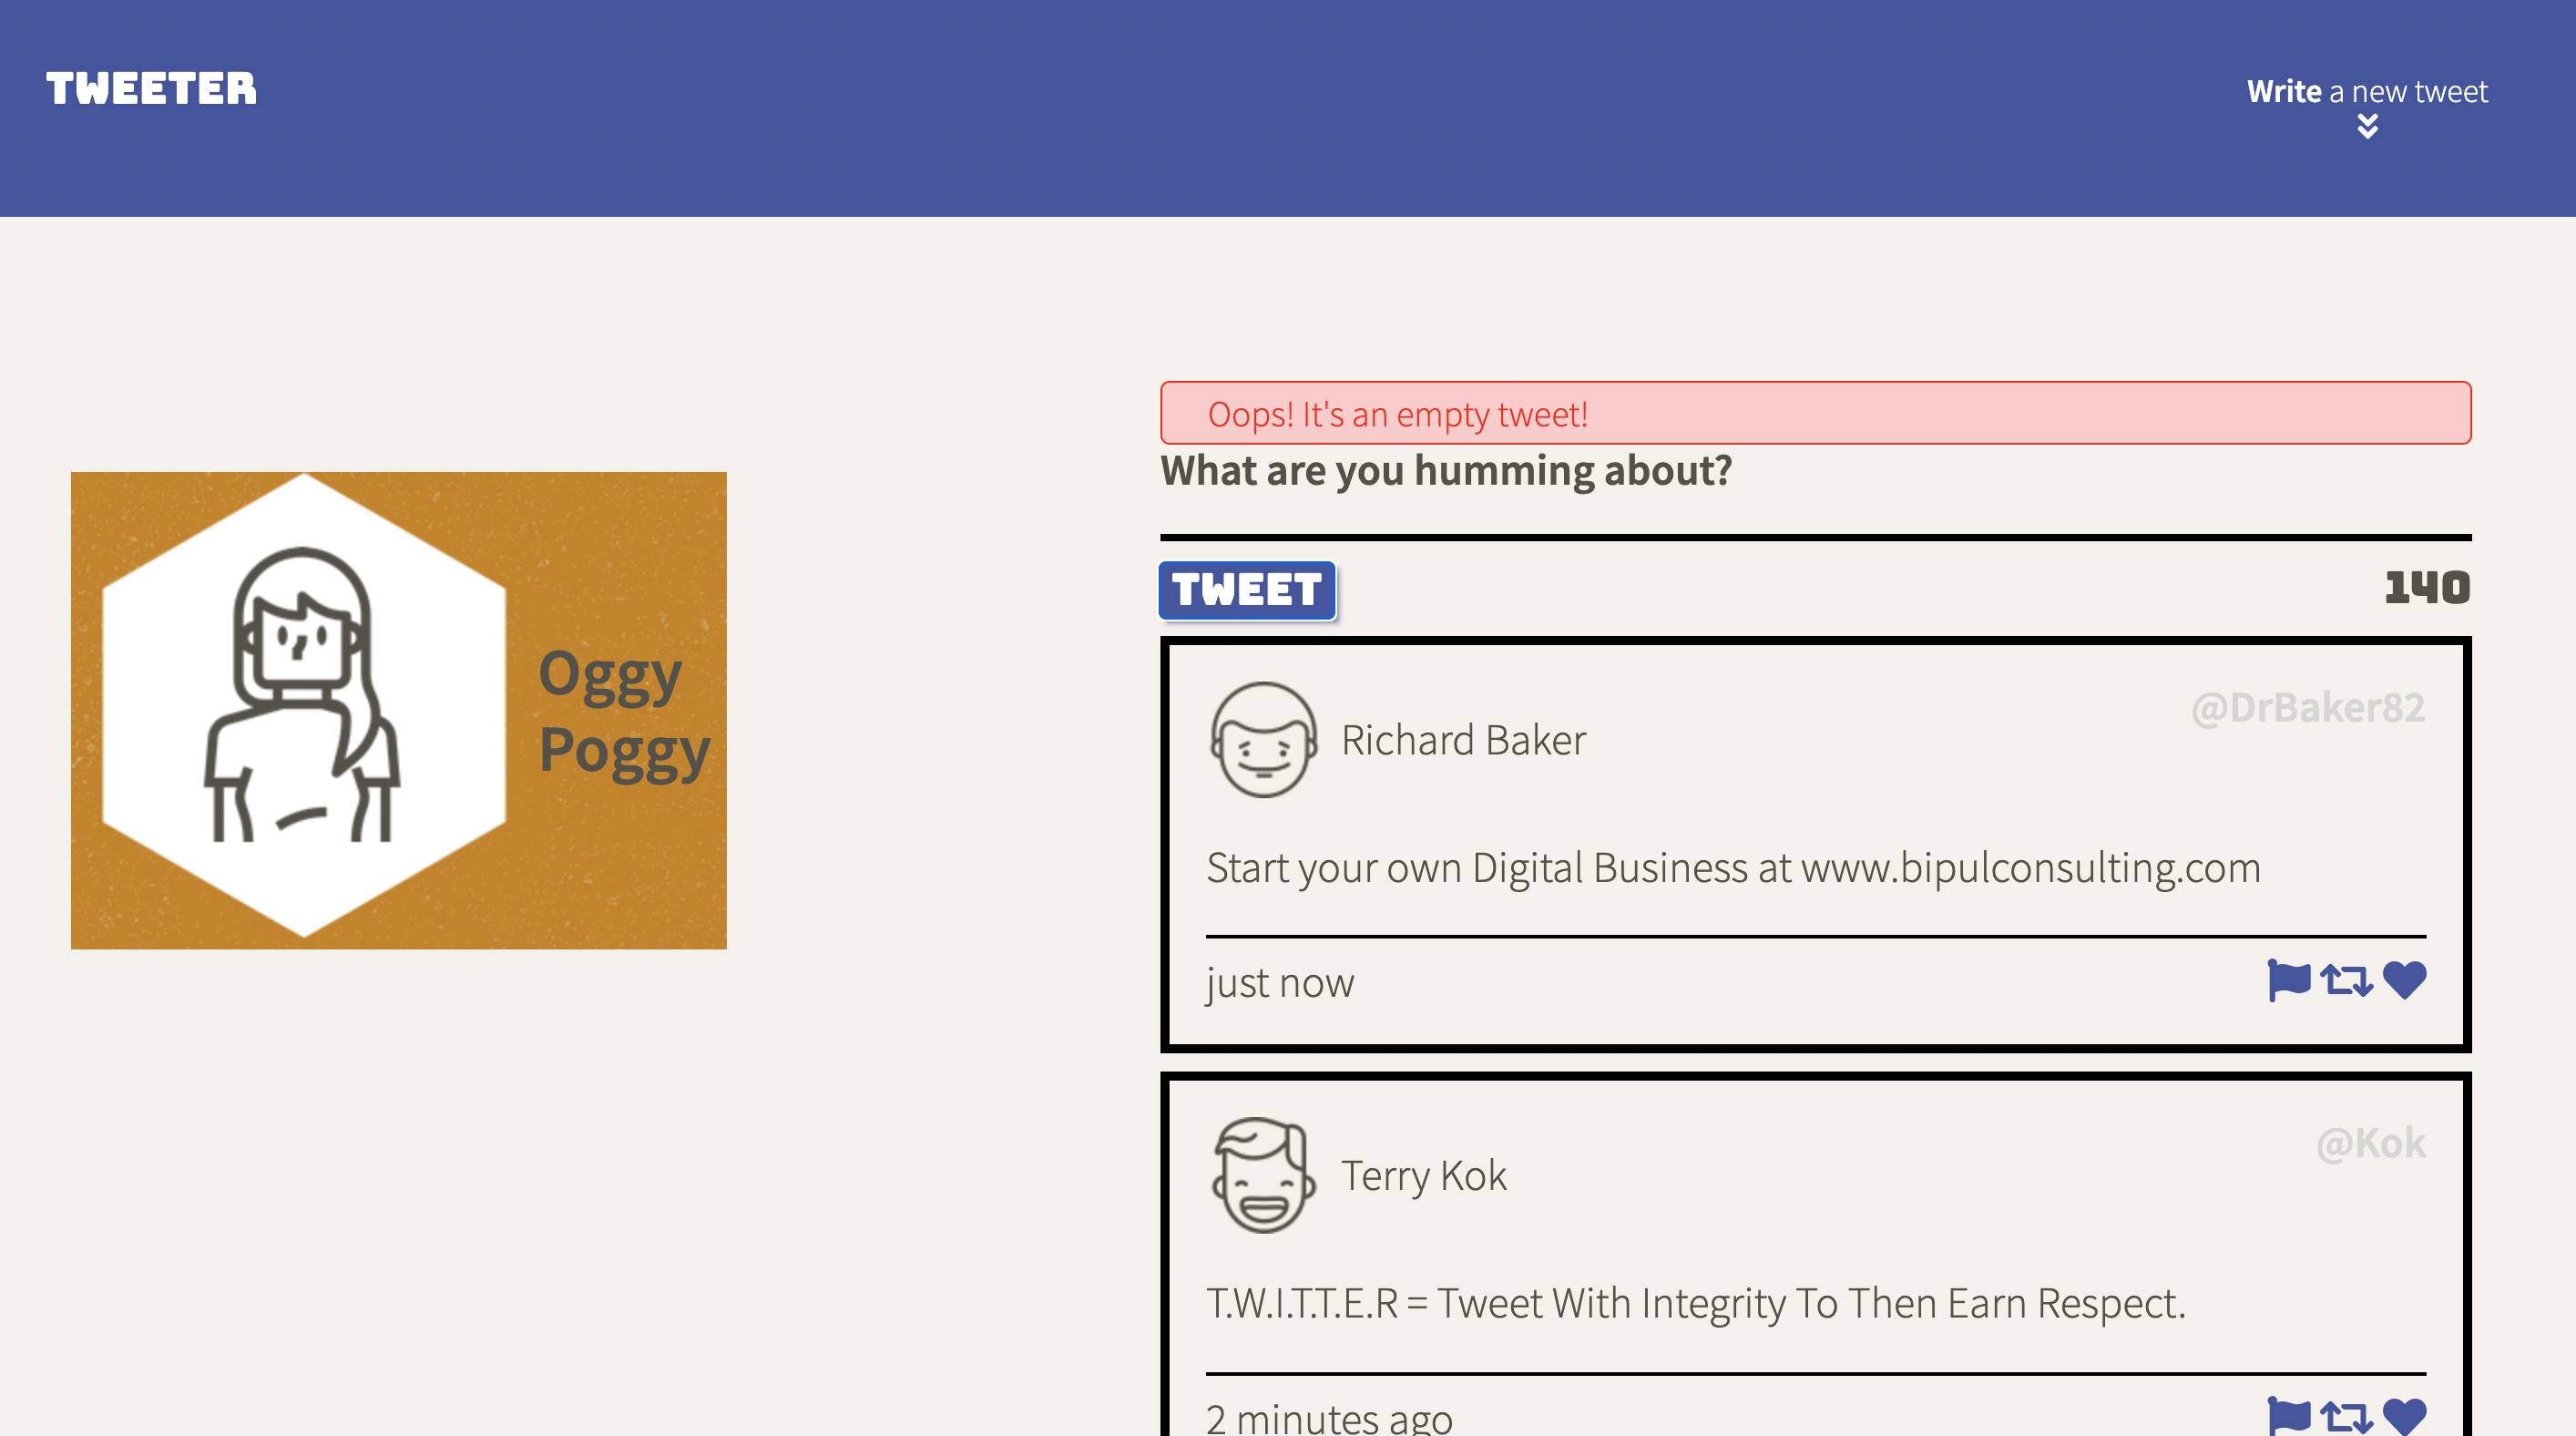 TWEETER
Write a new tweet
Oops! It's an empty tweet!
What are you humming about?
TWEET
140
Oggy
Poggy
Richard Baker
@DrBaker82
Start your own Digital Business at www.bipulconsulting.com
just now
Terry Kok
@Kok
T.W.I.T.T.E.R = Tweet With Integrity To Then Earn Respect.
2 minutes ago